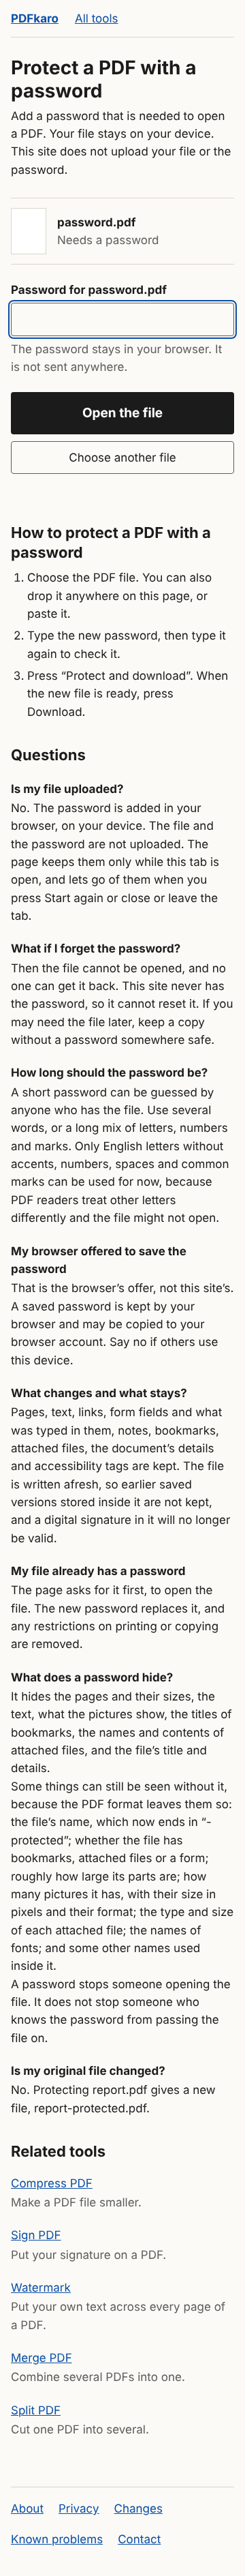 PDFkaro All tools
Protect a PDF with a
password
Add a password that is needed to open
a PDF. Your file stays on your device.
This site does not upload your file or the
password.
password.pdf
Needs a password
Password for password.pdf
The password stays in your browser. It
is not sent anywhere.
Open the file
Choose another file
How to protect a PDF with a
password
1. Choose the PDF file. You can also
drop it anywhere on this page, or
paste it.
2. Type the new password, then type it
again to check it.
3. Press “Protect and download”. When
the new file is ready, press
Download.
Questions
Is my file uploaded?
No. The password is added in your
browser, on your device. The file and
the password are not uploaded. The
page keeps them only while this tab is
open, and lets go of them when you
press Start again or close or leave the
tab.
What if I forget the password?
Then the file cannot be opened, and no
one can get it back. This site never has
the password, so it cannot reset it. If you
may need the file later, keep a copy
without a password somewhere safe.
How long should the password be?
A short password can be guessed by
anyone who has the file. Use several
words, or a long mix of letters, numbers
and marks. Only English letters without
accents, numbers, spaces and common
marks can be used for now, because
PDF readers treat other letters
differently and the file might not open.
My browser offered to save the
password
That is the browser’s offer, not this site’s.
A saved password is kept by your
browser and may be copied to your
browser account. Say no if others use
this device.
What changes and what stays?
Pages, text, links, form fields and what
was typed in them, notes, bookmarks,
attached files, the document’s details
and accessibility tags are kept. The file
is written afresh, so earlier saved
versions stored inside it are not kept,
and a digital signature in it will no longer
be valid.
My file already has a password
The page asks for it first, to open the
file. The new password replaces it, and
any restrictions on printing or copying
are removed.
What does a password hide?
It hides the pages and their sizes, the
text, what the pictures show, the titles of
bookmarks, the names and contents of
attached files, and the file’s title and
details.
Some things can still be seen without it,
because the PDF format leaves them so:
the file’s name, which now ends in “-
protected”; whether the file has
bookmarks, attached files or a form;
roughly how large its parts are; how
many pictures it has, with their size in
pixels and their format; the type and size
of each attached file; the names of
fonts; and some other names used
inside it.
A password stops someone opening the
file. It does not stop someone who
knows the password from passing the
file on.
Is my original file changed?
No. Protecting report.pdf gives a new
file, report-protected.pdf.
Related tools
Compress PDF
Make a PDF file smaller.
Sign PDF
Put your signature on a PDF.
Watermark
Put your own text across every page of
a PDF.
Merge PDF
Combine several PDFs into one.
Split PDF
Cut one PDF into several.
About Privacy Changes
Known problems Contact